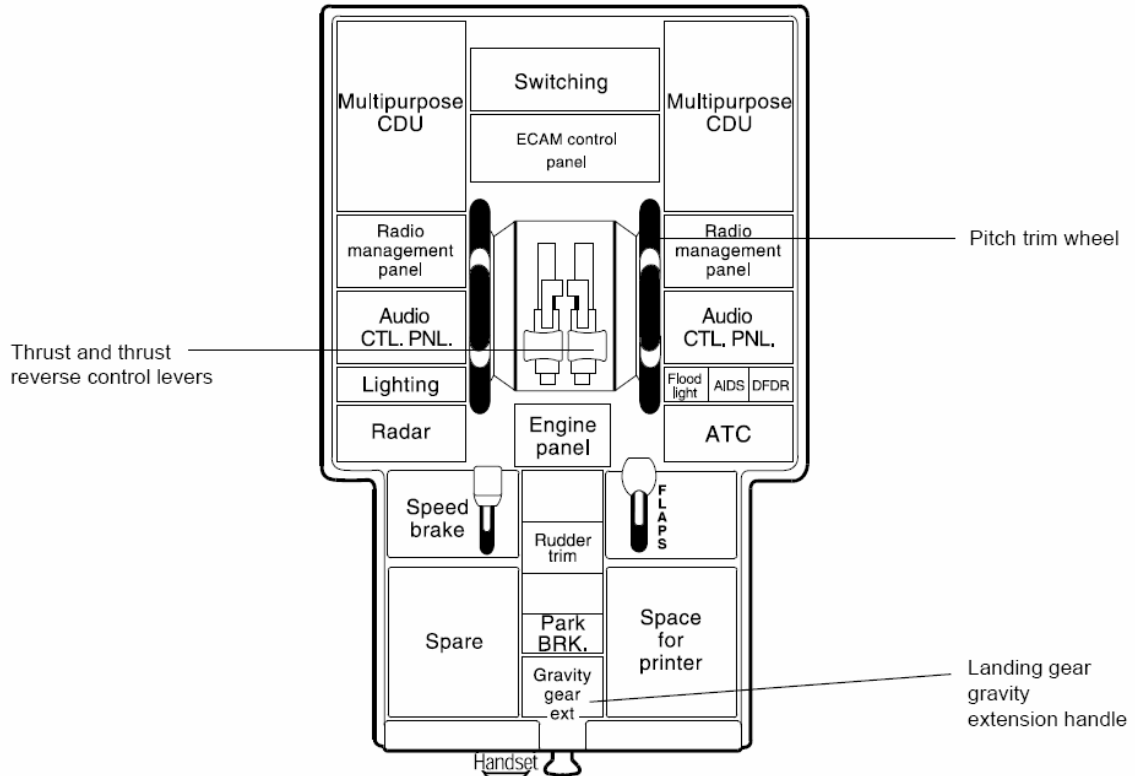 Switching
Multipurpose
CDU
Multipurpose
CDU
ECAM control
panel
Radio
management
panel
Radio
management
panel
Pitch trim wheel
Audio
CTL. PNL.
Audio
CTL. PNL.
Thrust and thrust
reverse control levers
Lighting
Flood
light
AIDS
DFDR
Radar
Engine
panel
ATC
Speed
brake
FLAPS
Rudder
trim
Spare
Park
BRK.
Space
for
printer
Gravity
gear
ext
Landing gear
gravity
extension handle
Handset